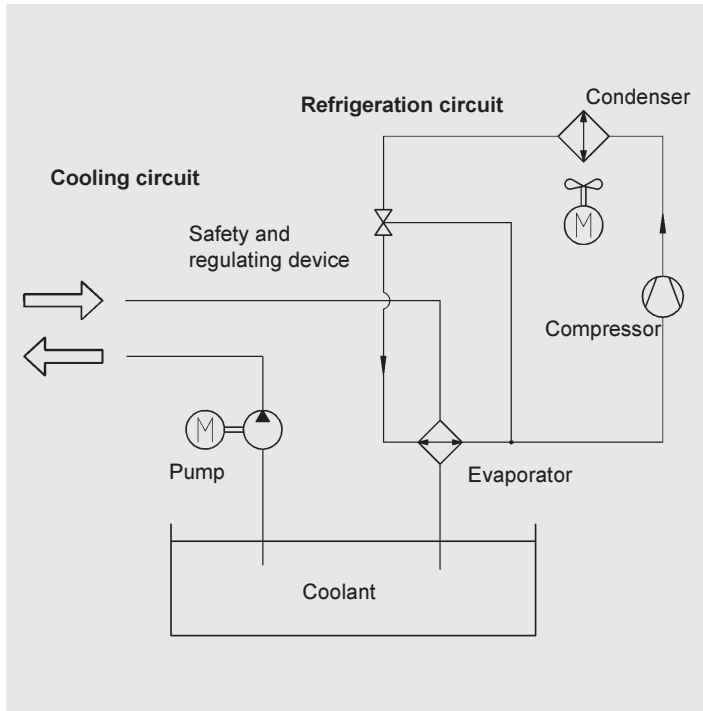 Condenser
Refrigeration circuit
Cooling circuit
Safety and
regulating device
M
Compressor
M
Pump
Evaporator
Coolant